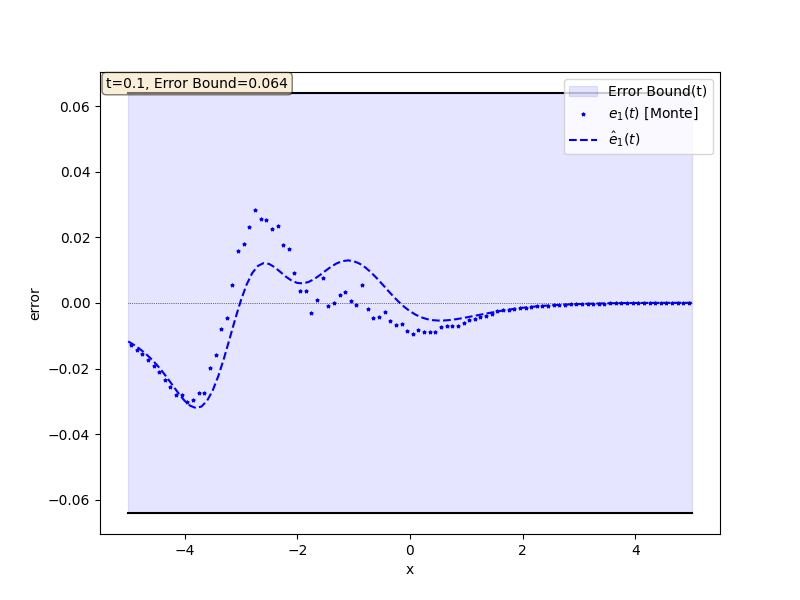 t=0.1, Error Bound=0.064
Error Bound(t)
e₁(t) [Monte]
ê₁(t)
0.06
0.04
0.02
0.00
−0.02
−0.04
−0.06
error
−4
−2
0
2
4
x